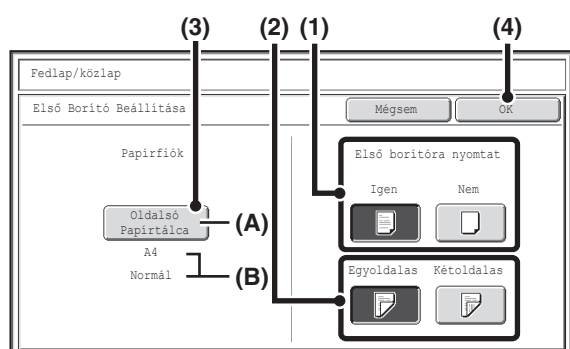 (3) (2) (1) (4)
Fedlap/közlap
Első Borító Beállítása Mégsem OK
Papírfiók Első borítóra nyomtat
Igen Nem
Oldalsó
Papírtálca (A)
A4
Normál (B)
Egyoldalas Kétoldalas